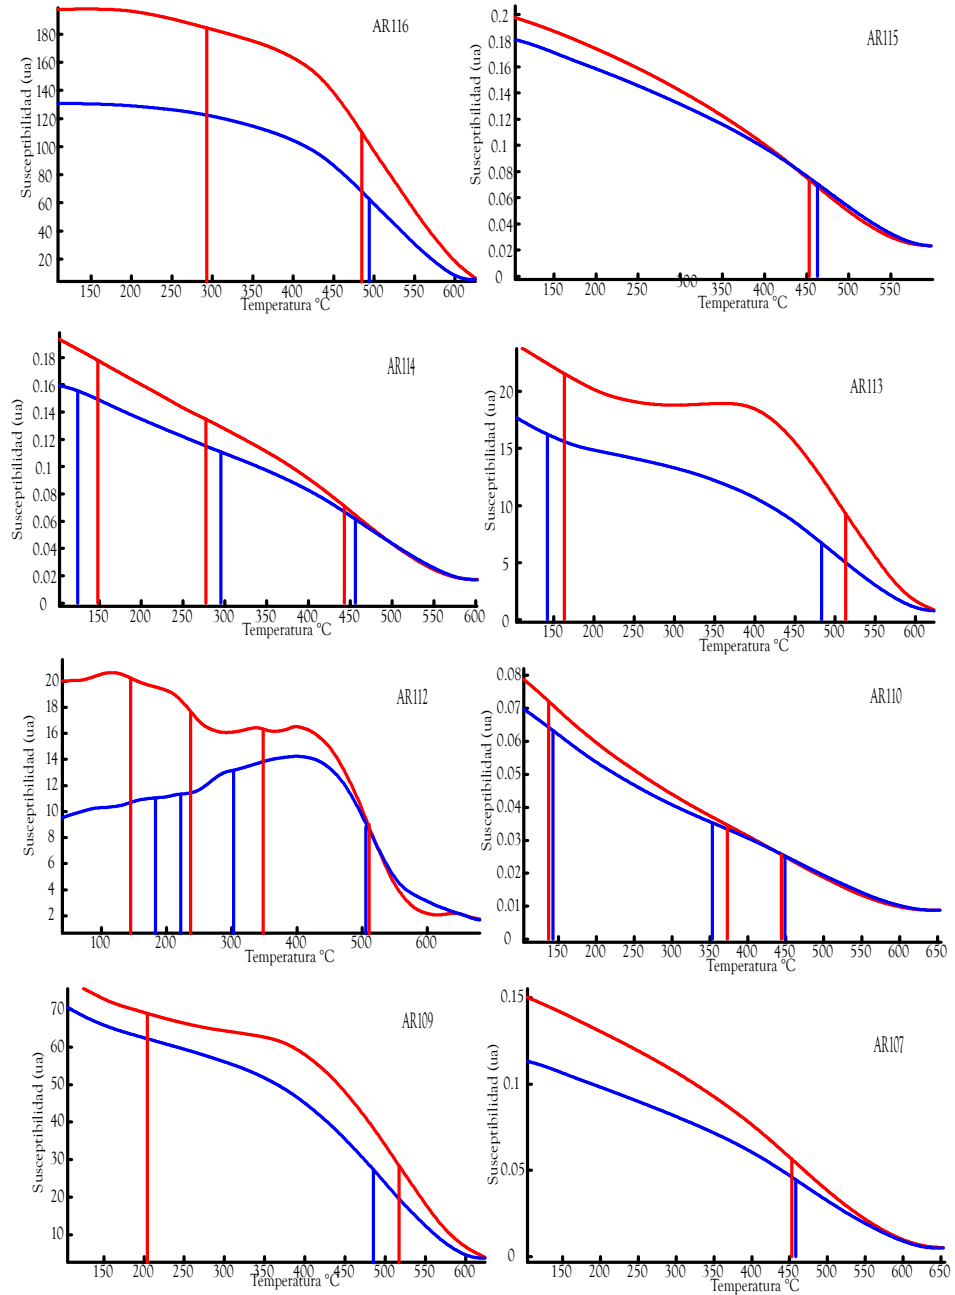 AR116
Susceptibilidad (ua)
180
160
140
120
100
80
60
40
20
150 200 250 300 350 400 450 500 550 600
Temperatura °C
AR115
Susceptibilidad (ua)
0.2
0.18
0.16
0.14
0.12
0.1
0.08
0.06
0.04
0.02
0
150 200 250 300 350 400 450 500 550
Temperatura °C
AR114
Susceptibilidad (ua)
0.18
0.16
0.14
0.12
0.1
0.08
0.06
0.04
0.02
0
150 200 250 300 350 400 450 500 550 600
Temperatura °C
AR113
Susceptibilidad (ua)
20
15
10
5
0
150 200 250 300 350 400 450 500 550 600
Temperatura °C
AR112
Susceptibilidad (ua)
20
18
16
14
12
10
8
6
4
2
100 200 300 400 500 600
Temperatura °C
AR110
Susceptibilidad (ua)
0.08
0.07
0.06
0.05
0.04
0.03
0.02
0.01
0
150 200 250 300 350 400 450 500 550 600 650
Temperatura °C
AR109
Susceptibilidad (ua)
70
60
50
40
30
20
10
150 200 250 300 350 400 450 500 550 600
Temperatura °C
AR107
Susceptibilidad (ua)
0.15
0.1
0.05
0
150 200 250 300 350 400 450 500 550 600 650
Temperatura °C